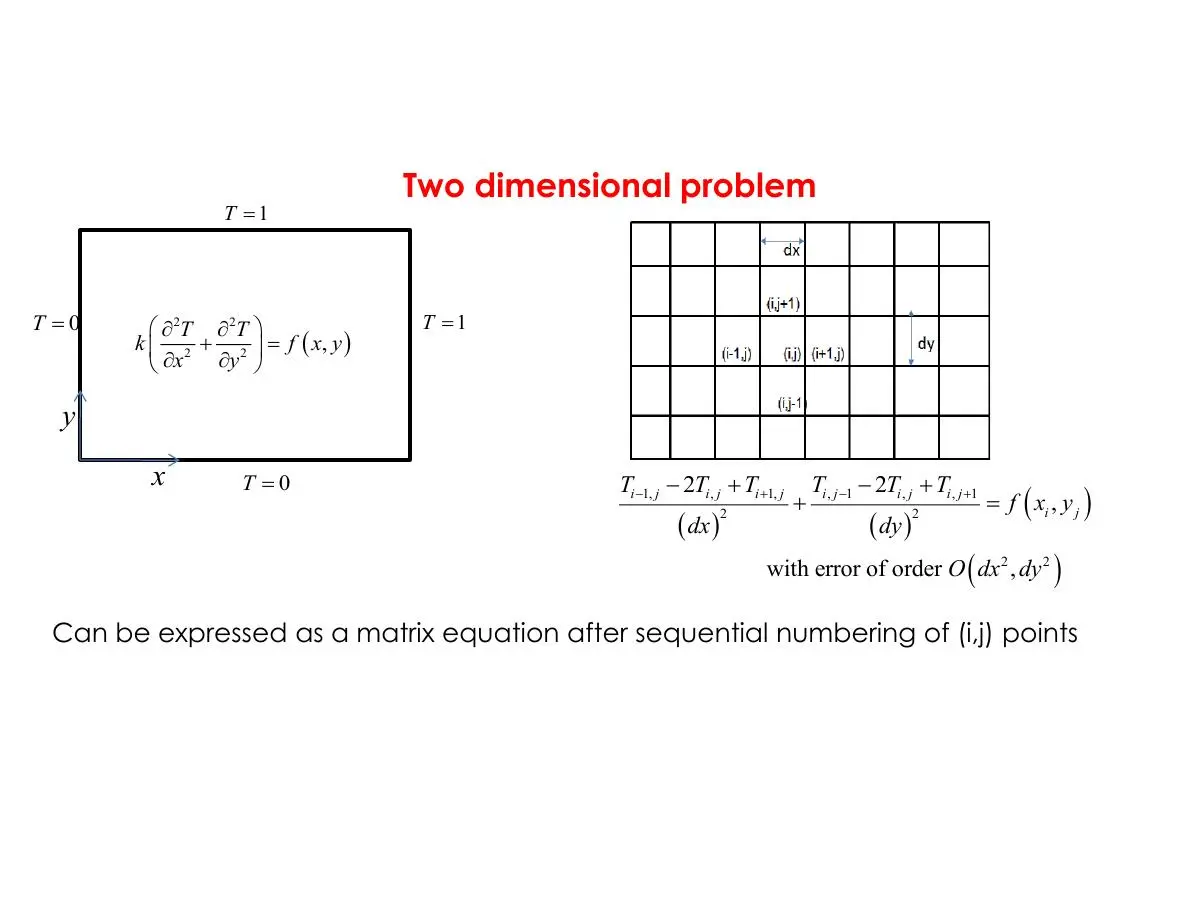 Two dimensional problem
T = 1
T = 0
k(∂²T/∂x² + ∂²T/∂y²) = f(x, y)
T = 1
y
x
T = 0
dx
(i,j+1)
(i-1,j) (i,j) (i+1,j)
dy
(i,j-1)
(T_{i−1,j} − 2T_{i,j} + T_{i+1,j})/(dx)² + (T_{i,j−1} − 2T_{i,j} + T_{i,j+1})/(dy)² = f(x_i, y_j)
with error of order O(dx², dy²)
Can be expressed as a matrix equation after sequential numbering of (i,j) points